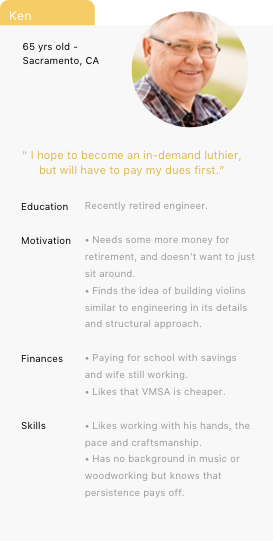 Ken
65 yrs old -
Sacramento, CA
“ I hope to become an in-demand luthier,
but will have to pay my dues first.”
Education Recently retired engineer.
Motivation • Needs some more money for
retirement, and doesn't want to just
sit around.
• Finds the idea of building violins
similar to engineering in its details
and structural approach.
Finances • Paying for school with savings
and wife still working.
• Likes that VMSA is cheaper.
Skills • Likes working with his hands, the
pace and craftsmanship.
• Has no background in music or
woodworking but knows that
persistence pays off.